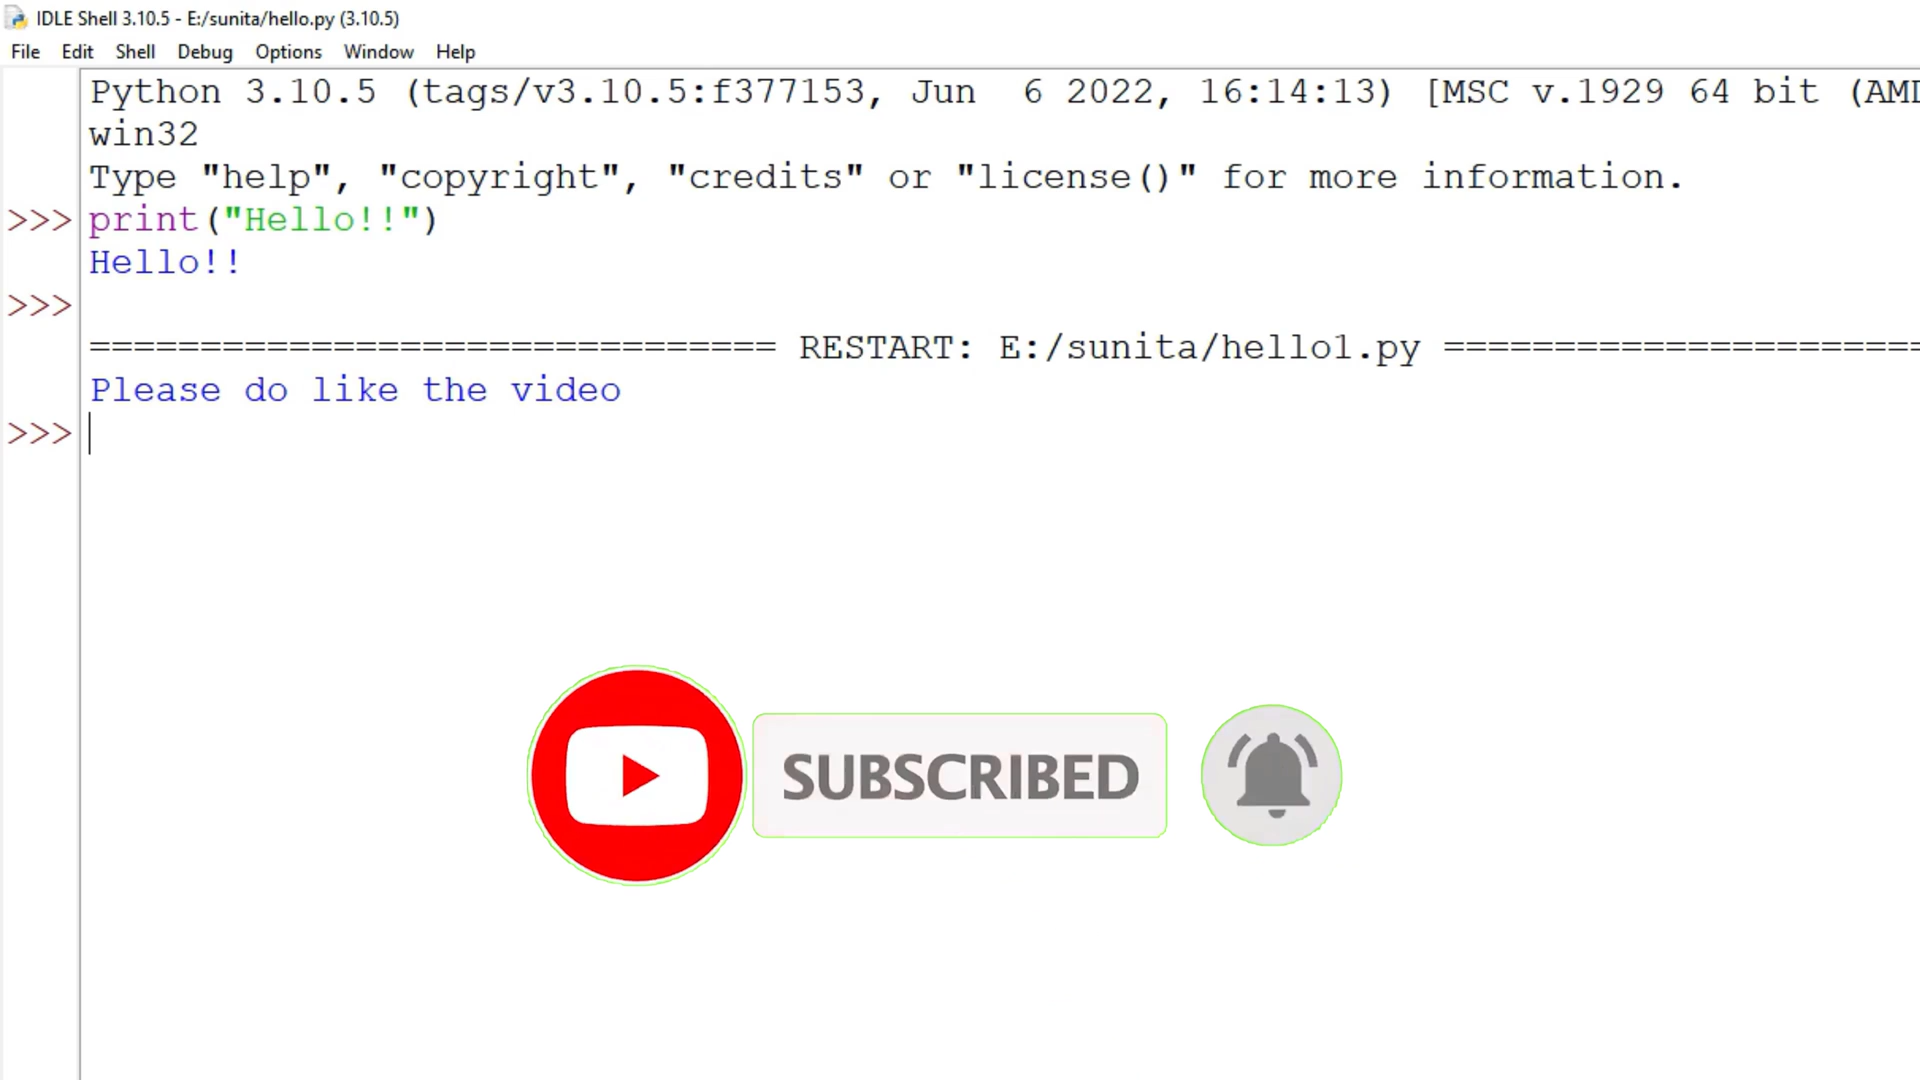 IDLE Shell 3.10.5 - E:/sunita/hello.py (3.10.5)
File Edit Shell Debug Options Window Help
Python 3.10.5 (tags/v3.10.5:f377153, Jun  6 2022, 16:14:13) [MSC v.1929 64 bit (AMD
win32
Type "help", "copyright", "credits" or "license()" for more information.
>>> print("Hello!!")
Hello!!
>>>
=============================== RESTART: E:/sunita/hello1.py ======================
Please do like the video
>>>
SUBSCRIBED